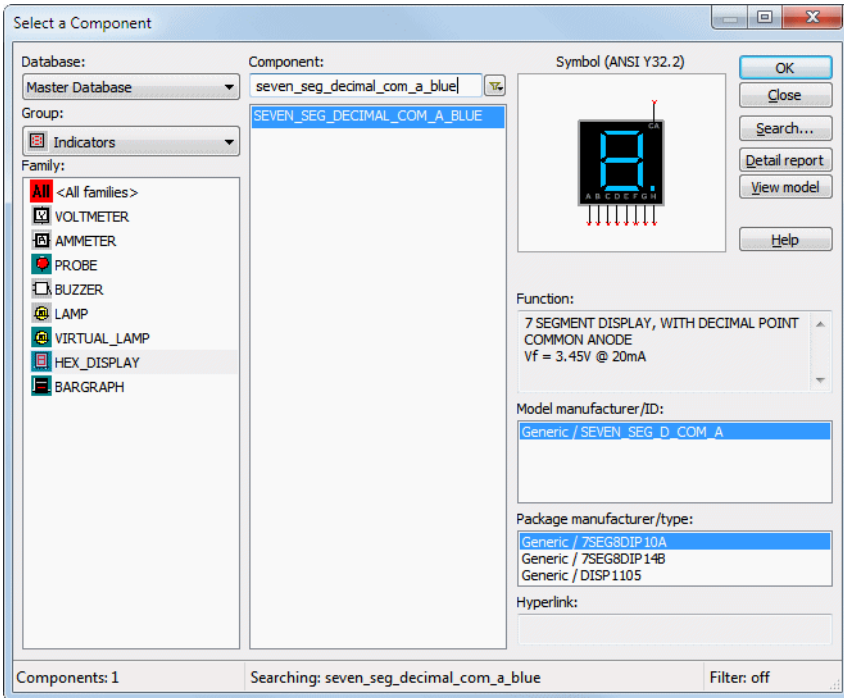 Select a Component
Database:
Master Database
Group:
Indicators
Family:
All <All families>
VOLTMETER
AMMETER
PROBE
BUZZER
LAMP
VIRTUAL_LAMP
HEX_DISPLAY
BARGRAPH
Component:
seven_seg_decimal_com_a_blue
SEVEN_SEG_DECIMAL_COM_A_BLUE
Symbol (ANSI Y32.2)
CA
8.
A B C D E F G H
Function:
7 SEGMENT DISPLAY, WITH DECIMAL POINT
COMMON ANODE
Vf = 3.45V @ 20mA
Model manufacturer/ID:
Generic / SEVEN_SEG_D_COM_A
Package manufacturer/type:
Generic / 7SEG8DIP10A
Generic / 7SEG8DIP14B
Generic / DISP1105
Hyperlink:
OK
Close
Search...
Detail report
View model
Help
Components: 1
Searching: seven_seg_decimal_com_a_blue
Filter: off